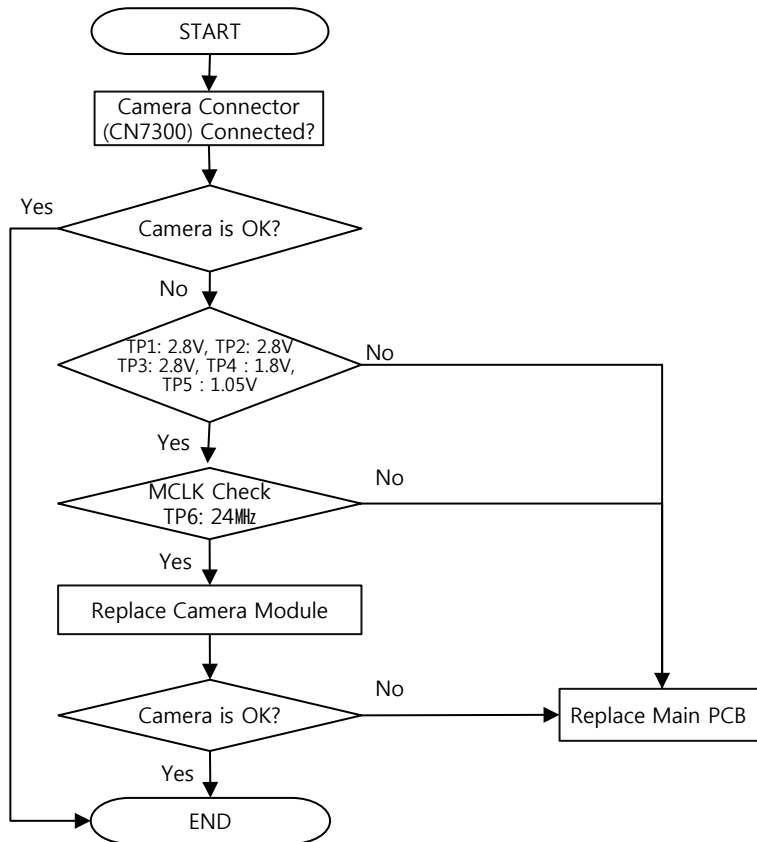 START
Camera Connector
(CN7300) Connected?
Yes
Camera is OK?
No
TP1: 2.8V, TP2: 2.8V
TP3: 2.8V, TP4 : 1.8V,
TP5 : 1.05V
No
Yes
MCLK Check
TP6: 24㎒
No
Yes
Replace Camera Module
Camera is OK?
No
Replace Main PCB
Yes
END